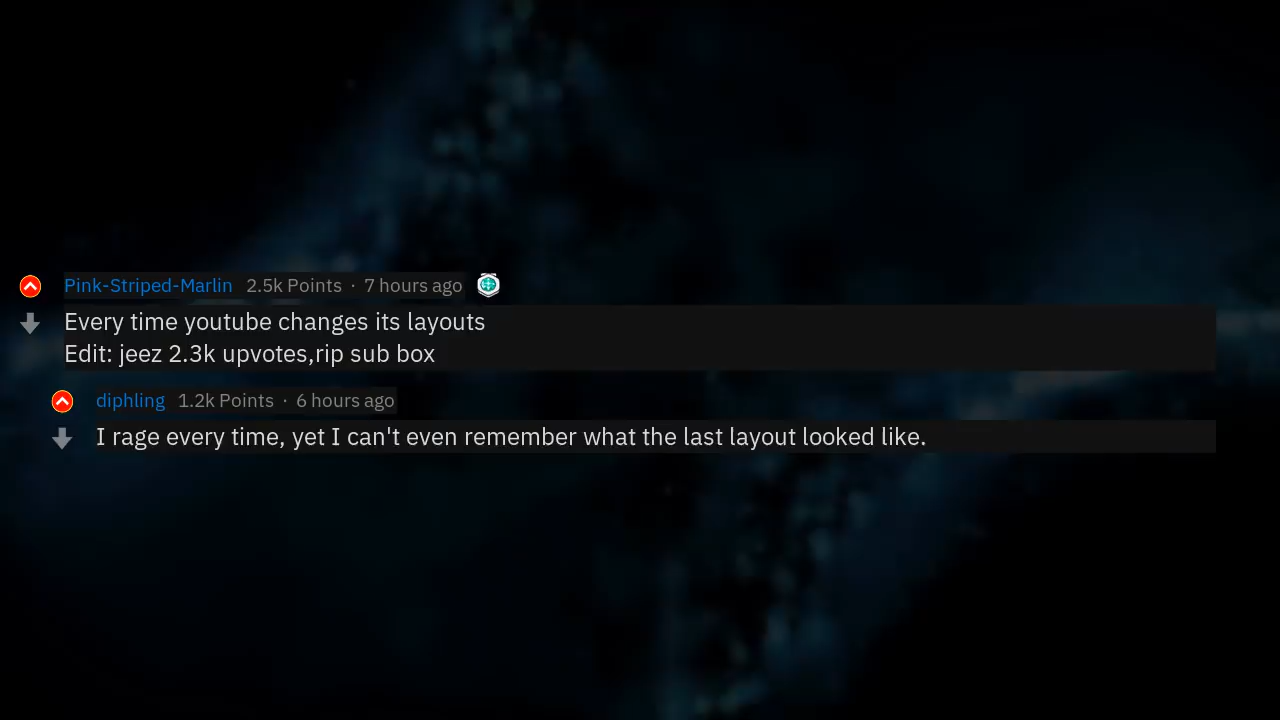 Pink-Striped-Marlin 2.5k Points · 7 hours ago
Every time youtube changes its layouts
Edit: jeez 2.3k upvotes,rip sub box
diphling 1.2k Points · 6 hours ago
I rage every time, yet I can't even remember what the last layout looked like.